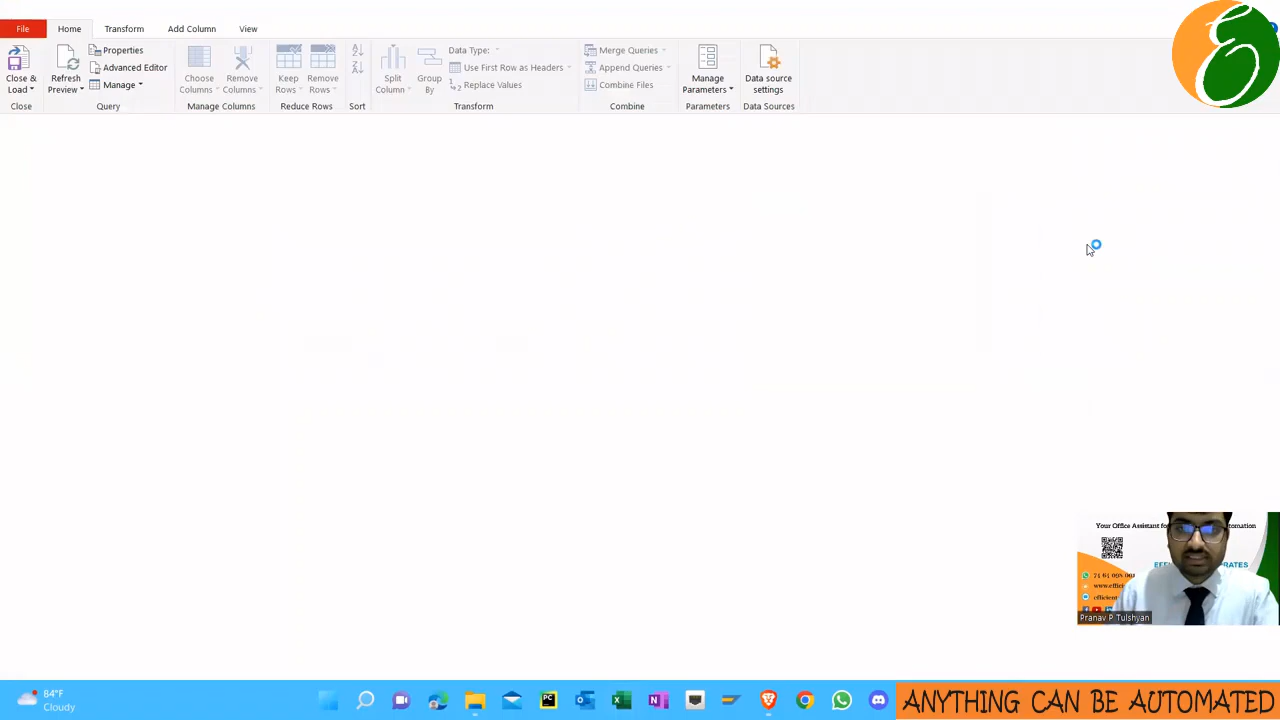 File Home Transform Add Column View
Close & Load
Refresh Preview
Properties
Advanced Editor
Manage
Choose Columns
Remove Columns
Keep Rows
Remove Rows
Split Column
Group By
Data Type:
Use First Row as Headers
Replace Values
Merge Queries
Append Queries
Combine Files
Manage Parameters
Data source settings
Close Query Manage Columns Reduce Rows Sort Transform Combine Parameters Data Sources
Your Office Assistant
Pranav P Tulshyan
84°F
Cloudy
PC
ANYTHING CAN BE AUTOMATED